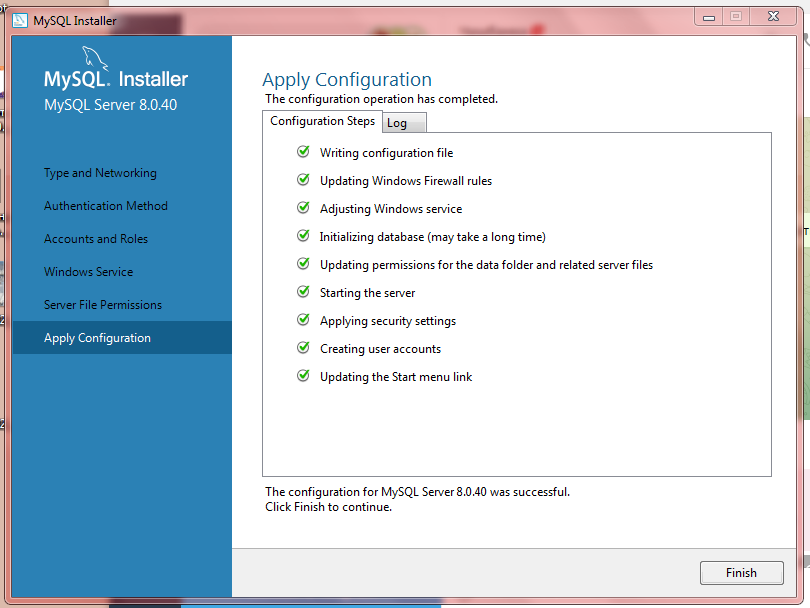 MySQL Installer
MySQL. Installer
MySQL Server 8.0.40
Type and Networking
Authentication Method
Accounts and Roles
Windows Service
Server File Permissions
Apply Configuration
Apply Configuration
The configuration operation has completed.
Configuration Steps
Log
Writing configuration file
Updating Windows Firewall rules
Adjusting Windows service
Initializing database (may take a long time)
Updating permissions for the data folder and related server files
Starting the server
Applying security settings
Creating user accounts
Updating the Start menu link
The configuration for MySQL Server 8.0.40 was successful.
Click Finish to continue.
Finish